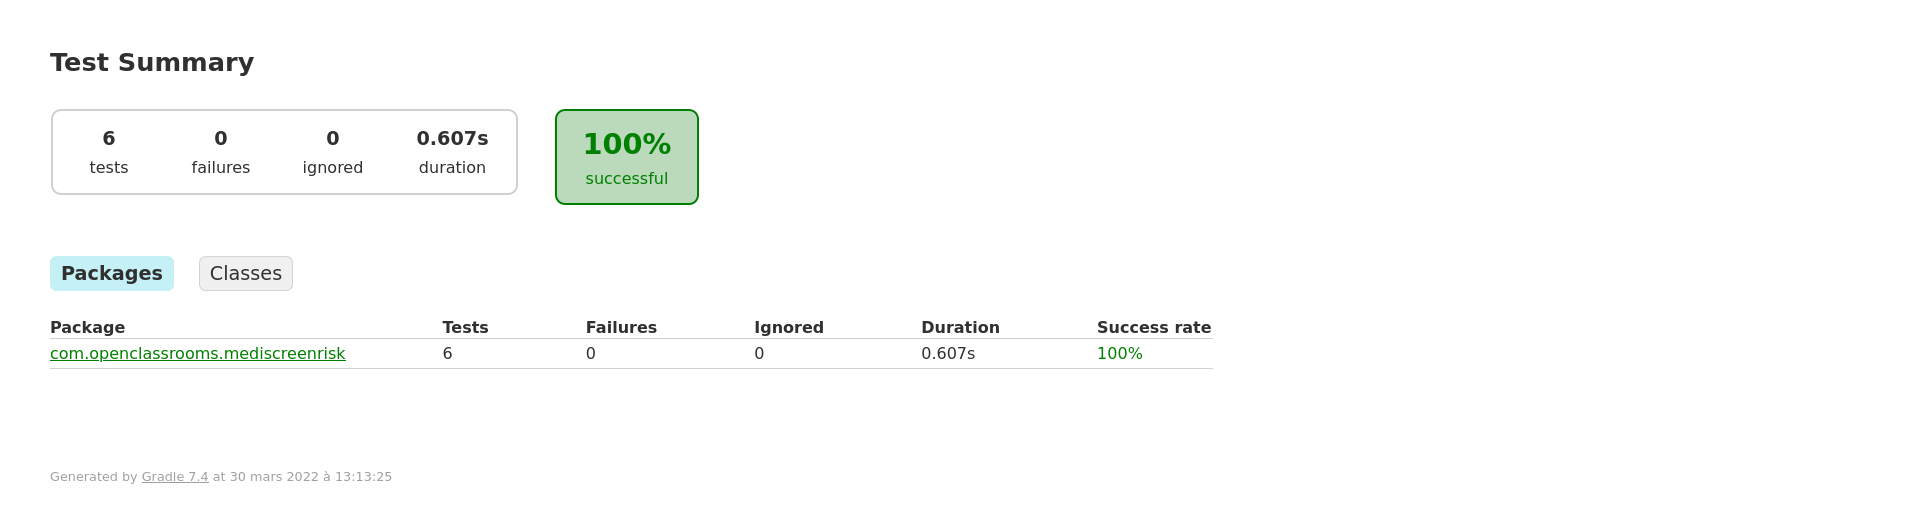 Test Summary
6 0 0 0.607s
tests failures ignored duration
100%
successful
Packages Classes
Package Tests Failures Ignored Duration Success rate
com.openclassrooms.mediscreenrisk 6 0 0 0.607s 100%
Generated by Gradle 7.4 at 30 mars 2022 à 13:13:25